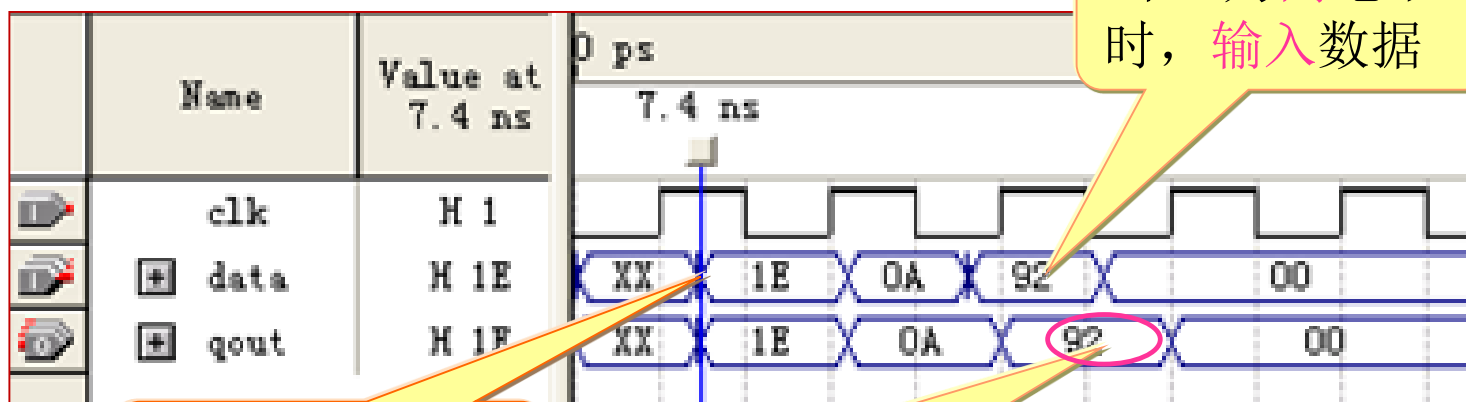 时，输入数据
Name
Value at
7.4 ns
0 ps
7.4 ns
clk
H 1
data
H 1E
XX
1E
0A
92
00
qout
H 1E
XX
1E
0A
92
00